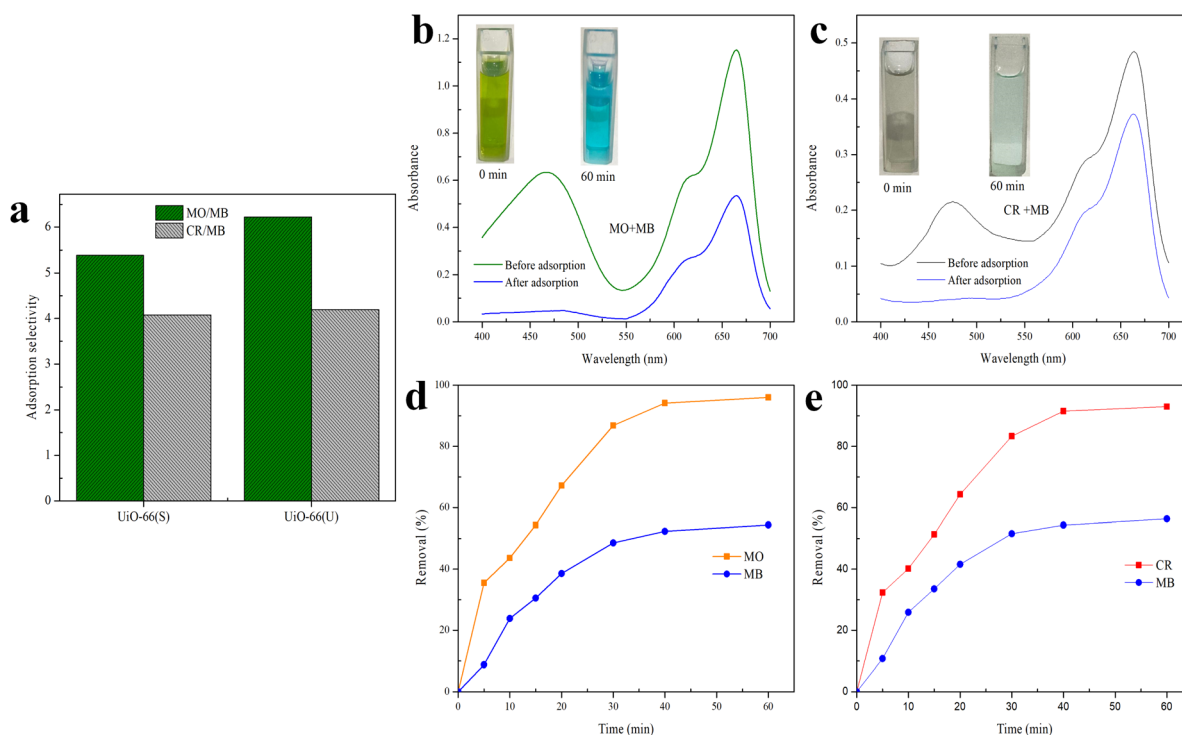 a
Adsorption selectivity
6
5
4
3
2
1
0
MO/MB
CR/MB
UiO-66(S)
UiO-66(U)
b
Absorbance
1.2
1.0
0.8
0.6
0.4
0.2
0.0
0 min
60 min
MO+MB
Before adsorption
After adsorption
400 450 500 550 600 650 700
Wavelength (nm)
c
Absorbance
0.5
0.4
0.3
0.2
0.1
0.0
0 min
60 min
CR +MB
Before adsorption
After adsorption
400 450 500 550 600 650 700
Wavelength (nm)
d
Removal (%)
100
80
60
40
20
0
MO
MB
0 10 20 30 40 50 60
Time (min)
e
Removal (%)
100
80
60
40
20
0
CR
MB
0 10 20 30 40 50 60
Time (min)